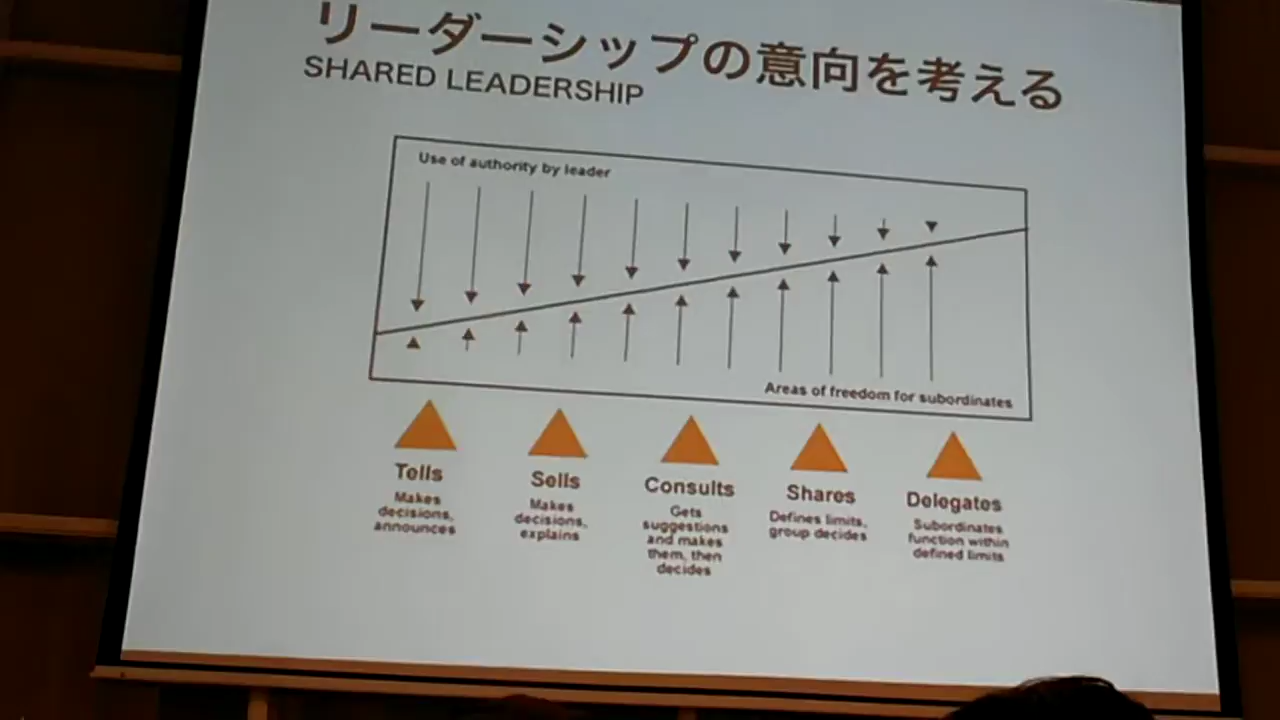 リーダーシップの意向を考える
SHARED LEADERSHIP
Use of authority by leader
Areas of freedom for subordinates
Tells
Makes
decisions,
announces
Sells
Makes
decisions,
explains
Consults
Gets
suggestions
and makes
them, then
decides
Shares
Defines limits,
group decides
Delegates
Subordinates
function within
defined limits